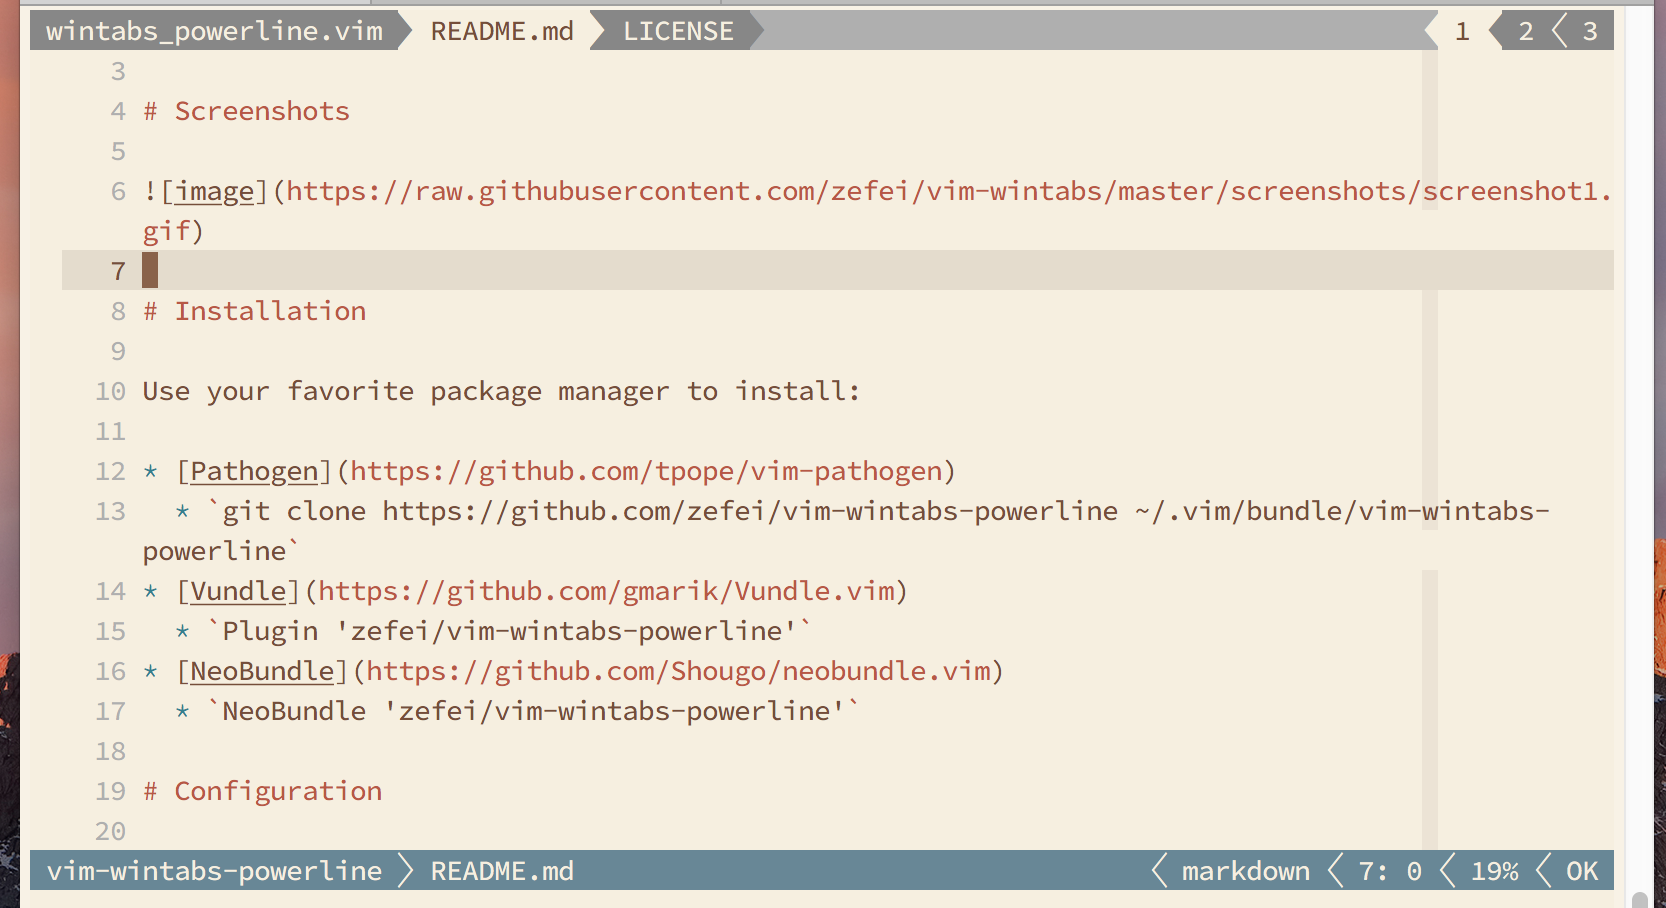 wintabs_powerline.vim README.md LICENSE 1 2 3
3
4 # Screenshots
5
6 ![image](https://raw.githubusercontent.com/zefei/vim-wintabs/master/screenshots/screenshot1.
gif)
7
8 # Installation
9
10 Use your favorite package manager to install:
11
12 * [Pathogen](https://github.com/tpope/vim-pathogen)
13 * `git clone https://github.com/zefei/vim-wintabs-powerline ~/.vim/bundle/vim-wintabs-
powerline`
14 * [Vundle](https://github.com/gmarik/Vundle.vim)
15 * `Plugin 'zefei/vim-wintabs-powerline'`
16 * [NeoBundle](https://github.com/Shougo/neobundle.vim)
17 * `NeoBundle 'zefei/vim-wintabs-powerline'`
18
19 # Configuration
20
vim-wintabs-powerline README.md markdown 7: 0 19% OK